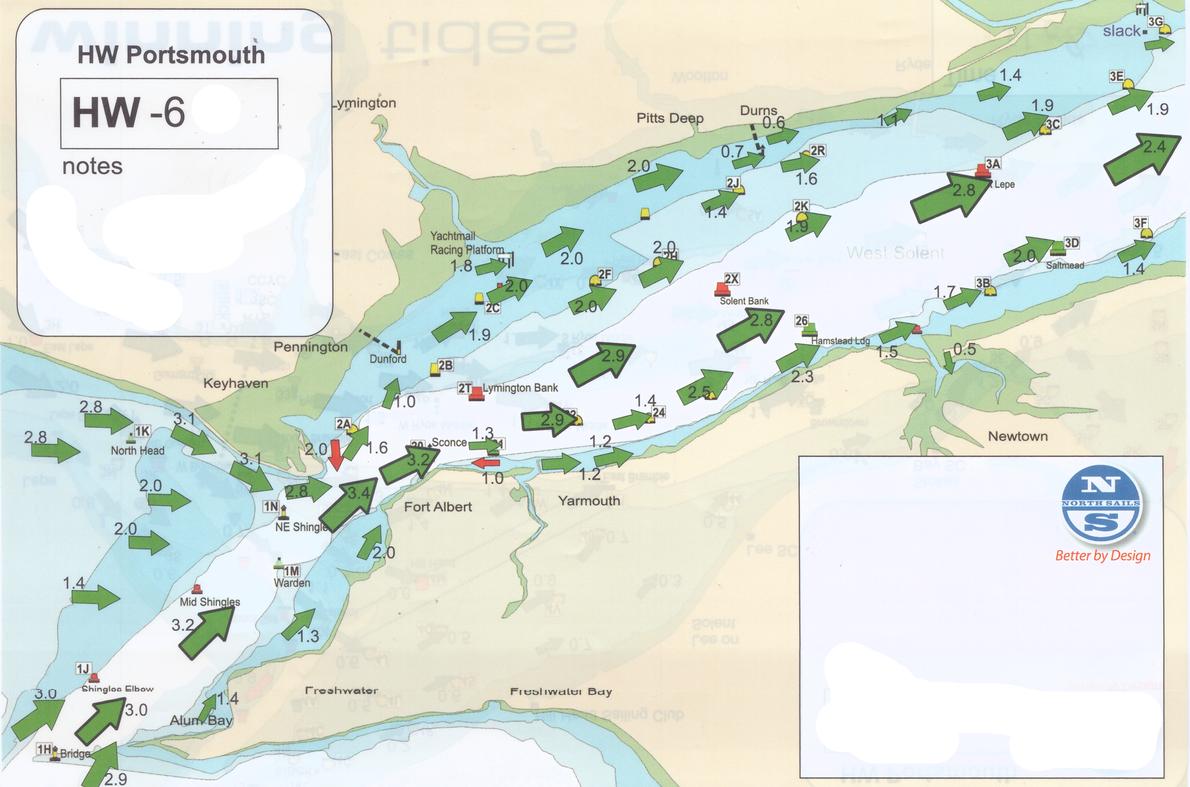 HW Portsmouth
HW -6
notes
winning tides
Lymington
Pitts Deep
Durns
slack
3G
3E
1.4
1.9
1.9
3C
1.1
0.6
0.7
2R
1.6
2.0
2J
1.4
2K
1.9
3A
Lepe
2.8
2.4
3F
1.4
3D
2.0
Saltmead
West Solent
Yachtmail
Racing Platform
1.8
2.0
2.0
2H
2F
2.0
2.0
2C
1.9
2X
Solent Bank
2.8
26
Hamstead Ldg
1.7
3B
1.5
0.5
2.3
Pennington
Dunford
2B
2.9
Keyhaven
1.0
2T
Lymington Bank
2.5
2.8
1K
North Head
3.1
2A
2.0
1.6
Sconce
1.3
2.9
1.4
24
1.2
Newtown
2.8
3.1
3.2
1.0
1.2
2.0
2.8
3.4
Fort Albert
Yarmouth
1N
NE Shingle
2.0
2.0
1M
Warden
1.4
Mid Shingles
3.2
1.3
1J
Shingles Elbow
3.0
3.0
1.4
Alum Bay
Freshwater
Freshwater Bay
1H
Bridge
2.9
N
NORTH SAILS
S
Better by Design